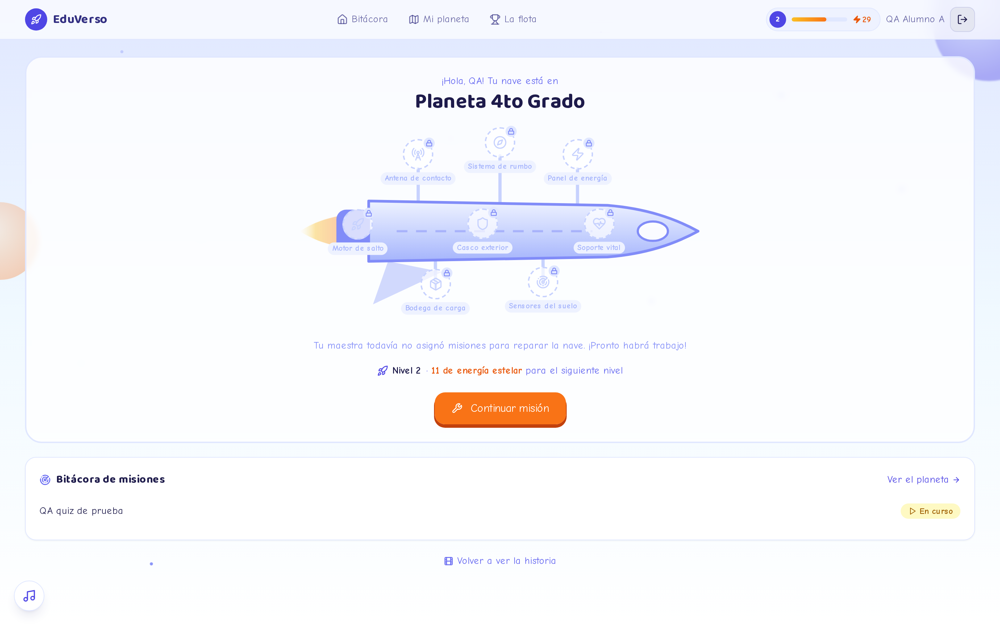 EduVerso
Bitácora
Mi planeta
La flota
2
29
QA Alumno A
¡Hola, QA! Tu nave está en
Planeta 4to Grado
Sistema de rumbo
Antena de contacto
Panel de energía
Motor de salto
Casco exterior
Soporte vital
Bodega de carga
Sensores del suelo
Tu maestra todavía no asignó misiones para reparar la nave. ¡Pronto habrá trabajo!
Nivel 2 · 11 de energía estelar para el siguiente nivel
Continuar misión
Bitácora de misiones
Ver el planeta
QA quiz de prueba
En curso
Volver a ver la historia